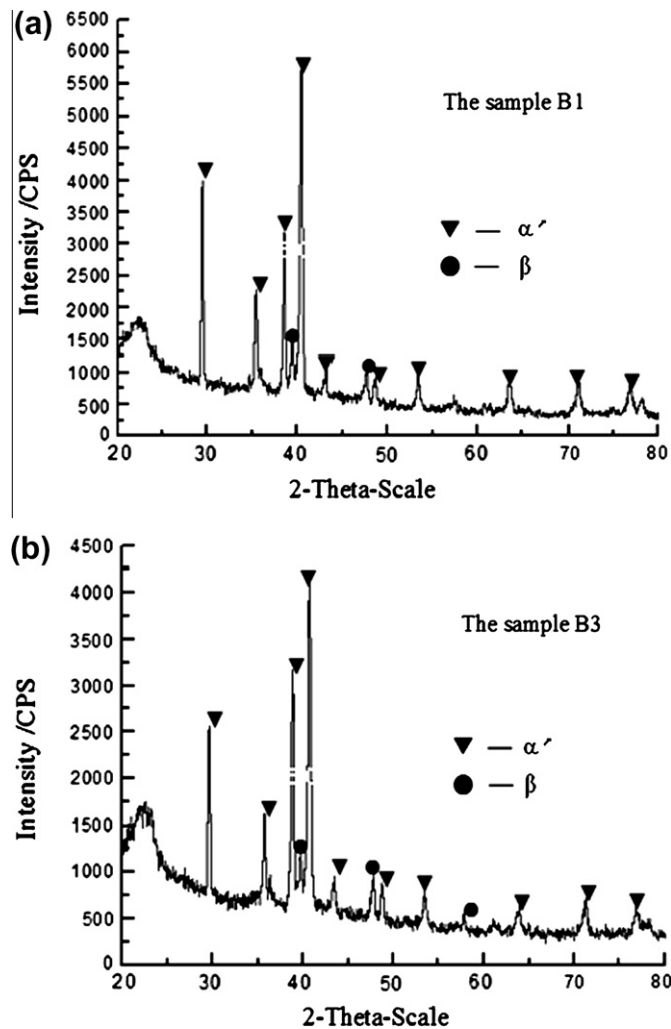 (a)
6500
6000
5500
5000
4500
4000
3500
3000
2500
2000
1500
1000
500
0
Intensity /CPS
The sample B1
▼ — α′
● — β
20 30 40 50 60 70 80
2-Theta-Scale
(b)
4500
4000
3500
3000
2500
2000
1500
1000
500
0
Intensity /CPS
The sample B3
▼ — α′
● — β
20 30 40 50 60 70 80
2-Theta-Scale